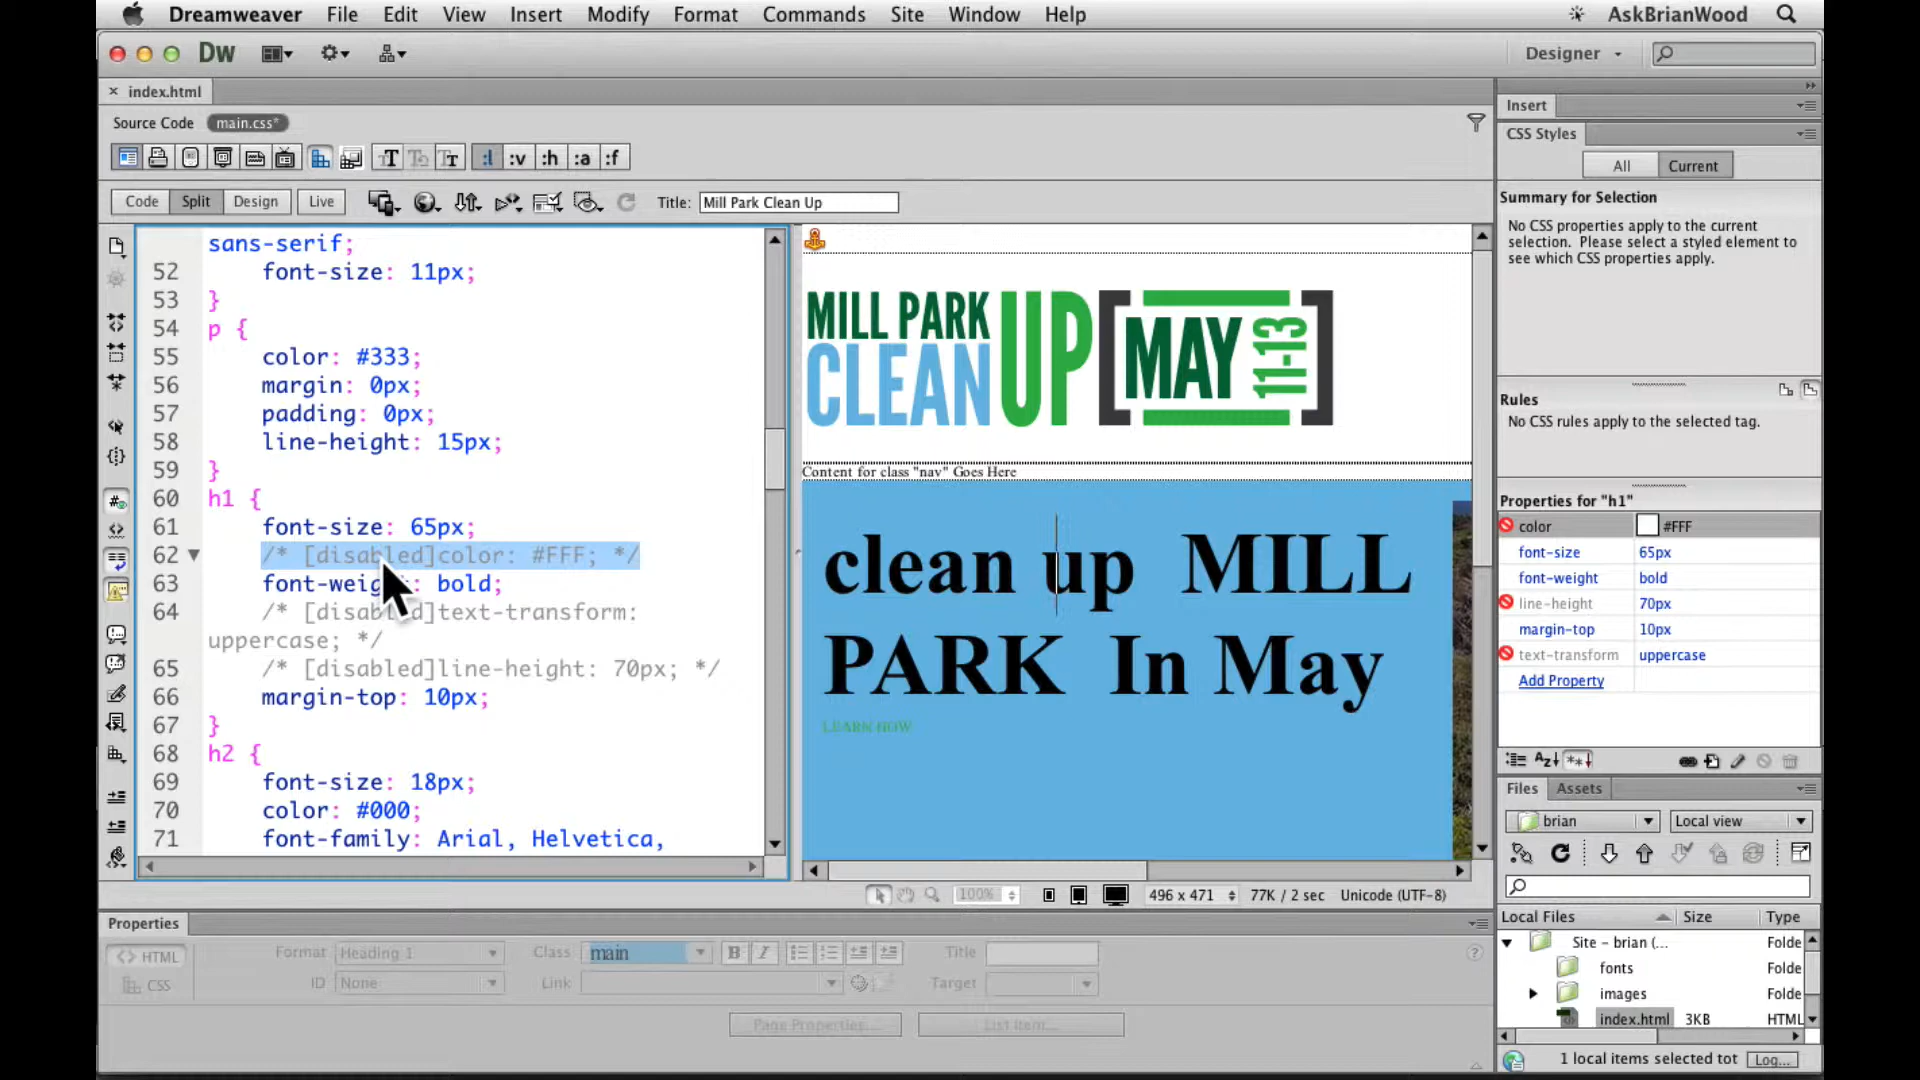 Dreamweaver File Edit View Insert Modify Format Commands Site Window Help AskBrianWood
Dw Designer
index.html
Source Code main.css*
:l :v :h :a :f
Code Split Design Live Title: Mill Park Clean Up
sans-serif;
52 font-size: 11px;
53 }
54 p {
55 color: #333;
56 margin: 0px;
57 padding: 0px;
58 line-height: 15px;
59 }
60 h1 {
61 font-size: 65px;
62 /* [disabled]color: #FFF; */
63 font-weight: bold;
64 /* [disabled]text-transform:
uppercase; */
65 /* [disabled]line-height: 70px; */
66 margin-top: 10px;
67 }
68 h2 {
69 font-size: 18px;
70 color: #000;
71 font-family: Arial, Helvetica,
MILL PARK
CLEAN UP [MAY 11-13]
Content for class "nav" Goes Here
clean up MILL
PARK In May
LEARN HOW
100% 496 x 471 77K / 2 sec Unicode (UTF-8)
Insert
CSS Styles
All Current
Summary for Selection
No CSS properties apply to the current
selection. Please select a styled element to
see which CSS properties apply.
Rules
No CSS rules apply to the selected tag.
Properties for "h1"
color #FFF
font-size 65px
font-weight bold
line-height 70px
margin-top 10px
text-transform uppercase
Add Property
Files Assets
brian Local view
Local Files Size Type
Site - brian (... Folde
fonts Folde
images Folde
index.html 3KB HTML
1 local items selected tot Log...
Properties
HTML Format Heading 1 Class main B I Title
CSS ID None Link Target
Page Properties... List Item...